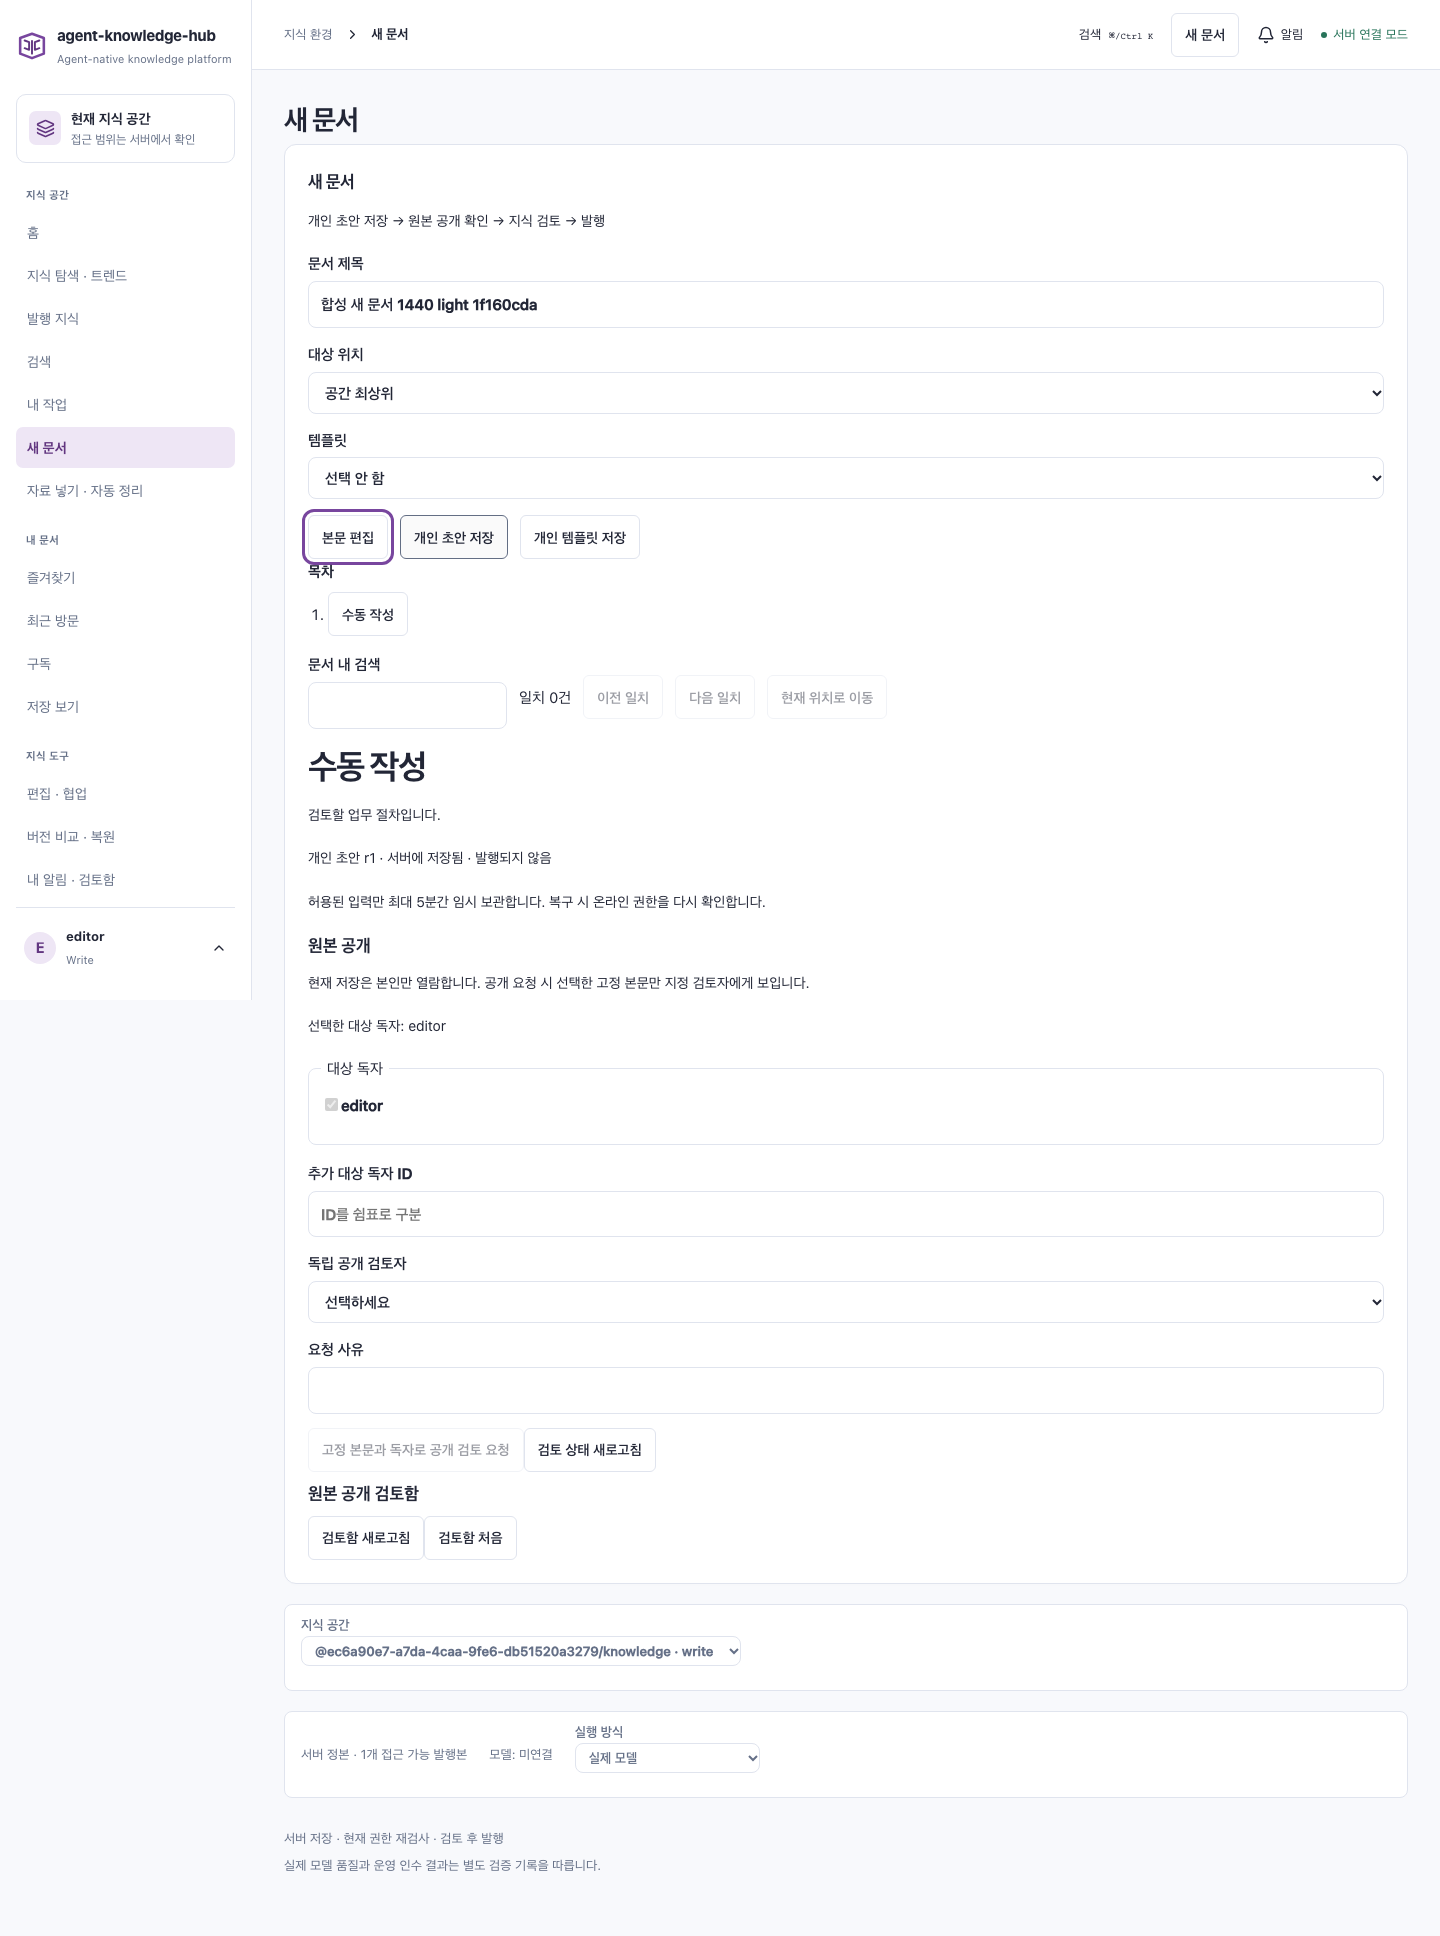 agent-knowledge-hub
Agent-native knowledge platform
현재 지식 공간
접근 범위는 서버에서 확인
지식 공간
홈
지식 탐색 · 트렌드
발행 지식
검색
내 작업
새 문서
자료 넣기 · 자동 정리
내 문서
즐겨찾기
최근 방문
구독
저장 보기
지식 도구
편집 · 협업
버전 비교 · 복원
내 알림 · 검토함
E editor
Write
지식 환경 > 새 문서
검색 ⌘/Ctrl K 새 문서 알림 서버 연결 모드
새 문서
새 문서
개인 초안 저장 → 원본 공개 확인 → 지식 검토 → 발행
문서 제목
합성 새 문서 1440 light 1f160cda
대상 위치
공간 최상위
템플릿
선택 안 함
본문 편집 개인 초안 저장 개인 템플릿 저장
목차
1. 수동 작성
문서 내 검색
일치 0건 이전 일치 다음 일치 현재 위치로 이동
수동 작성
검토할 업무 절차입니다.
개인 초안 r1 · 서버에 저장됨 · 발행되지 않음
허용된 입력만 최대 5분간 임시 보관합니다. 복구 시 온라인 권한을 다시 확인합니다.
원본 공개
현재 저장은 본인만 열람합니다. 공개 요청 시 선택한 고정 본문만 지정 검토자에게 보입니다.
선택한 대상 독자: editor
대상 독자
editor
추가 대상 독자 ID
ID를 쉼표로 구분
독립 공개 검토자
선택하세요
요청 사유
고정 본문과 독자로 공개 검토 요청 검토 상태 새로고침
원본 공개 검토함
검토함 새로고침 검토함 처음
지식 공간
@ec6a90e7-a7da-4caa-9fe6-db51520a3279/knowledge · write
실행 방식
서버 정본 · 1개 접근 가능 발행본 모델: 미연결 실제 모델
서버 저장 · 현재 권한 재검사 · 검토 후 발행
실제 모델 품질과 운영 인수 결과는 별도 검증 기록을 따릅니다.